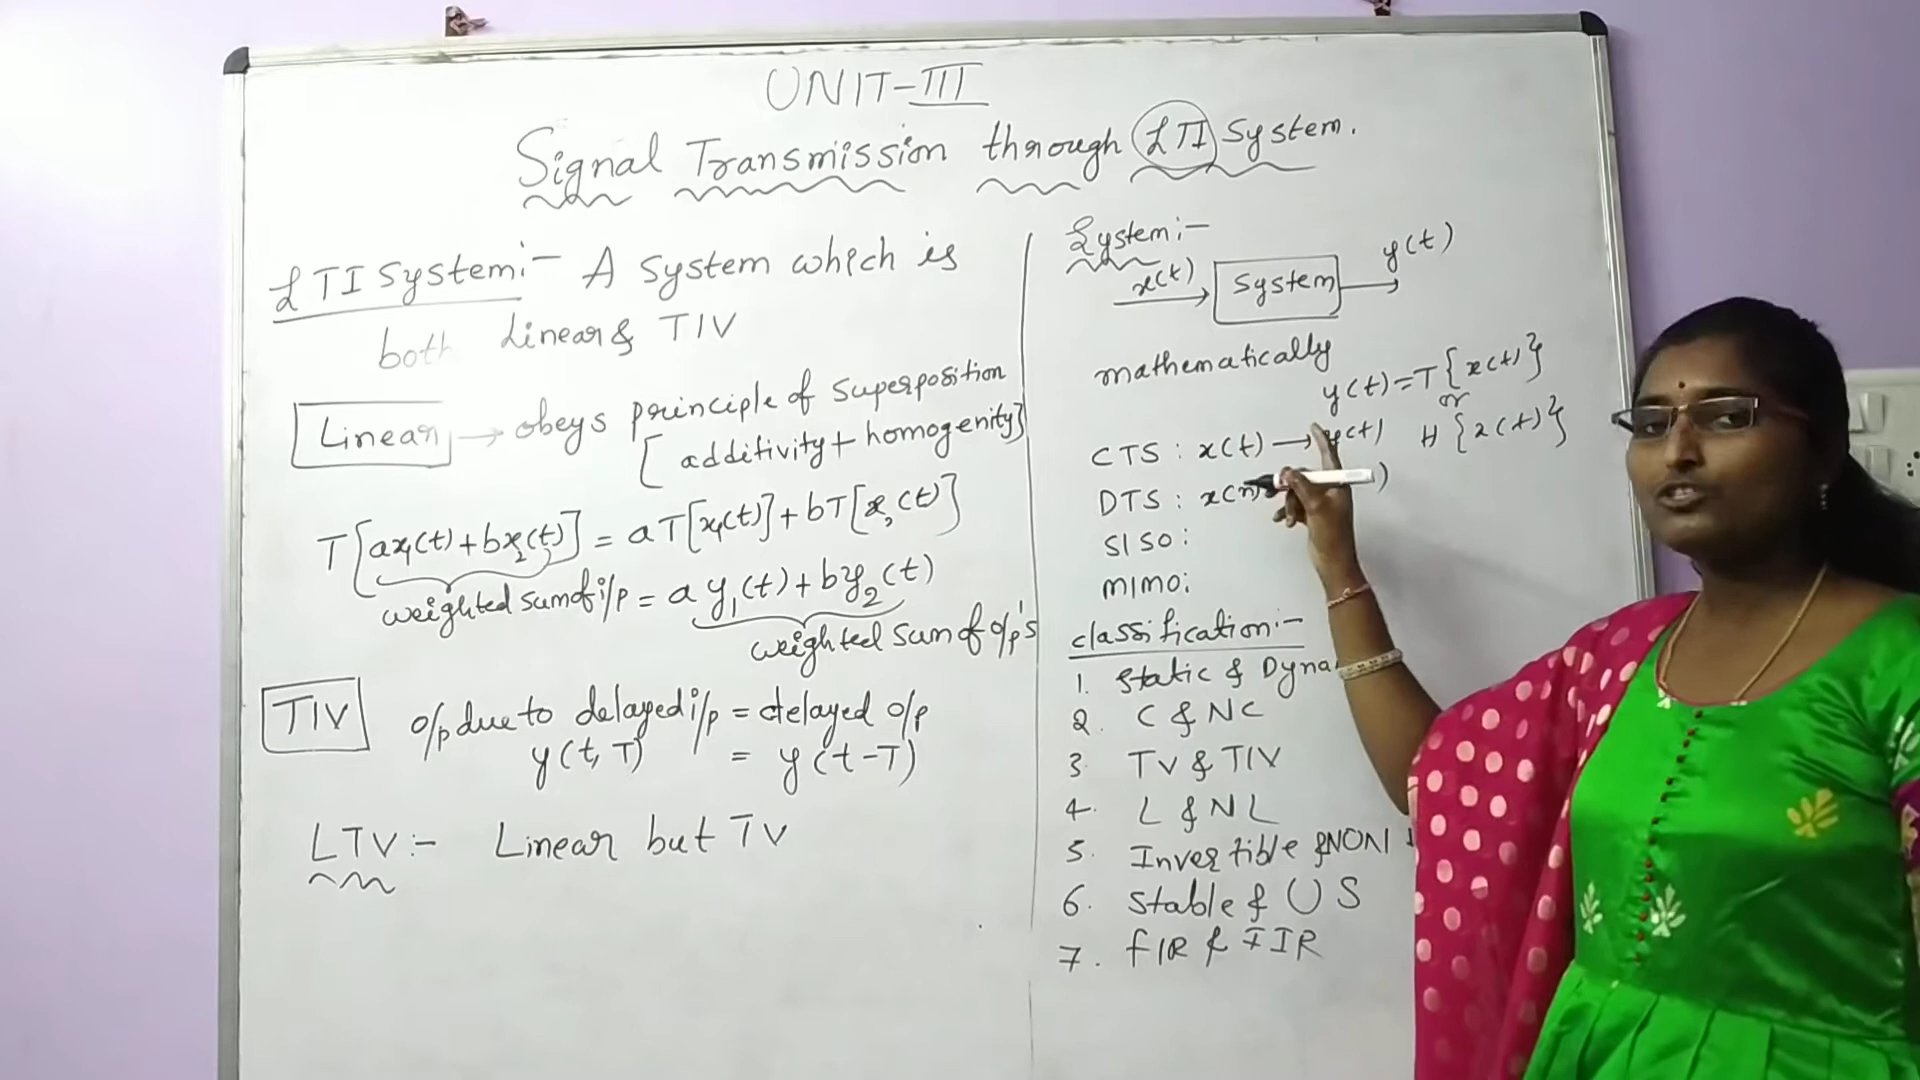 UNIT-III
Signal Transmission through LTI System.
LTI System:- A System which is
both Linear & TIV
Linear → obeys principle of Superposition
[additivity + homogenity]
T[ax₁(t)+bx₂(t)] = aT[x₁(t)] + bT[x₂(t)]
weighted sum of i/p = a y₁(t) + b y₂(t)
weighted sum of o/p's
TIV o/p due to delayed i/p = delayed o/p
y(t,T) = y(t-T)
LTV:- Linear but TV
System:-
x(t) → System → y(t)
mathematically
y(t) = T{x(t)}
or
H{x(t)}
CTS : x(t) → y(t)
DTS : x(n)
SISO:
MIMO:
classification:-
1. Static &
2. C & NC
3. TV & TIV
4. L & NL
5. Invertible & NON
6. Stable & US
7. FIR & IIR